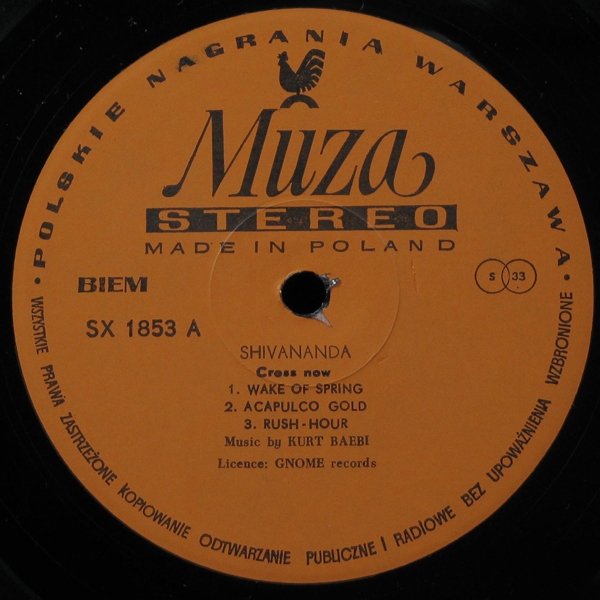 • POLSKIE NAGRANIA WARSZAWA •
Muza
STEREO
MADE IN POLAND
BIEM
S 33
SX 1853 A
SHIVANANDA
Cross now
1. WAKE OF SPRING
2. ACAPULCO GOLD
3. RUSH-HOUR
Music by KURT BAEBI
Licence: GNOME records
WSZYSTKIE PRAWA ZASTRZEŻONE KOPIOWANIE ODTWARZANIE PUBLICZNE I RADIOWE BEZ UPOWAŻNIENIA WZBRONIONE